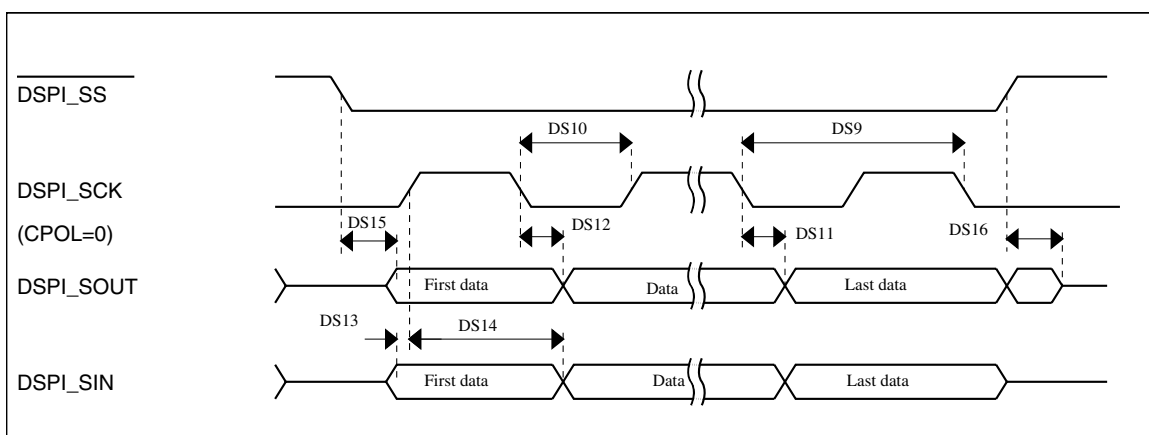 DSPI_SS
DS10
DS9
DSPI_SCK
DS15
DS12
DS11
DS16
(CPOL=0)
DSPI_SOUT
First data
Data
Last data
DS13
DS14
DSPI_SIN
First data
Data
Last data